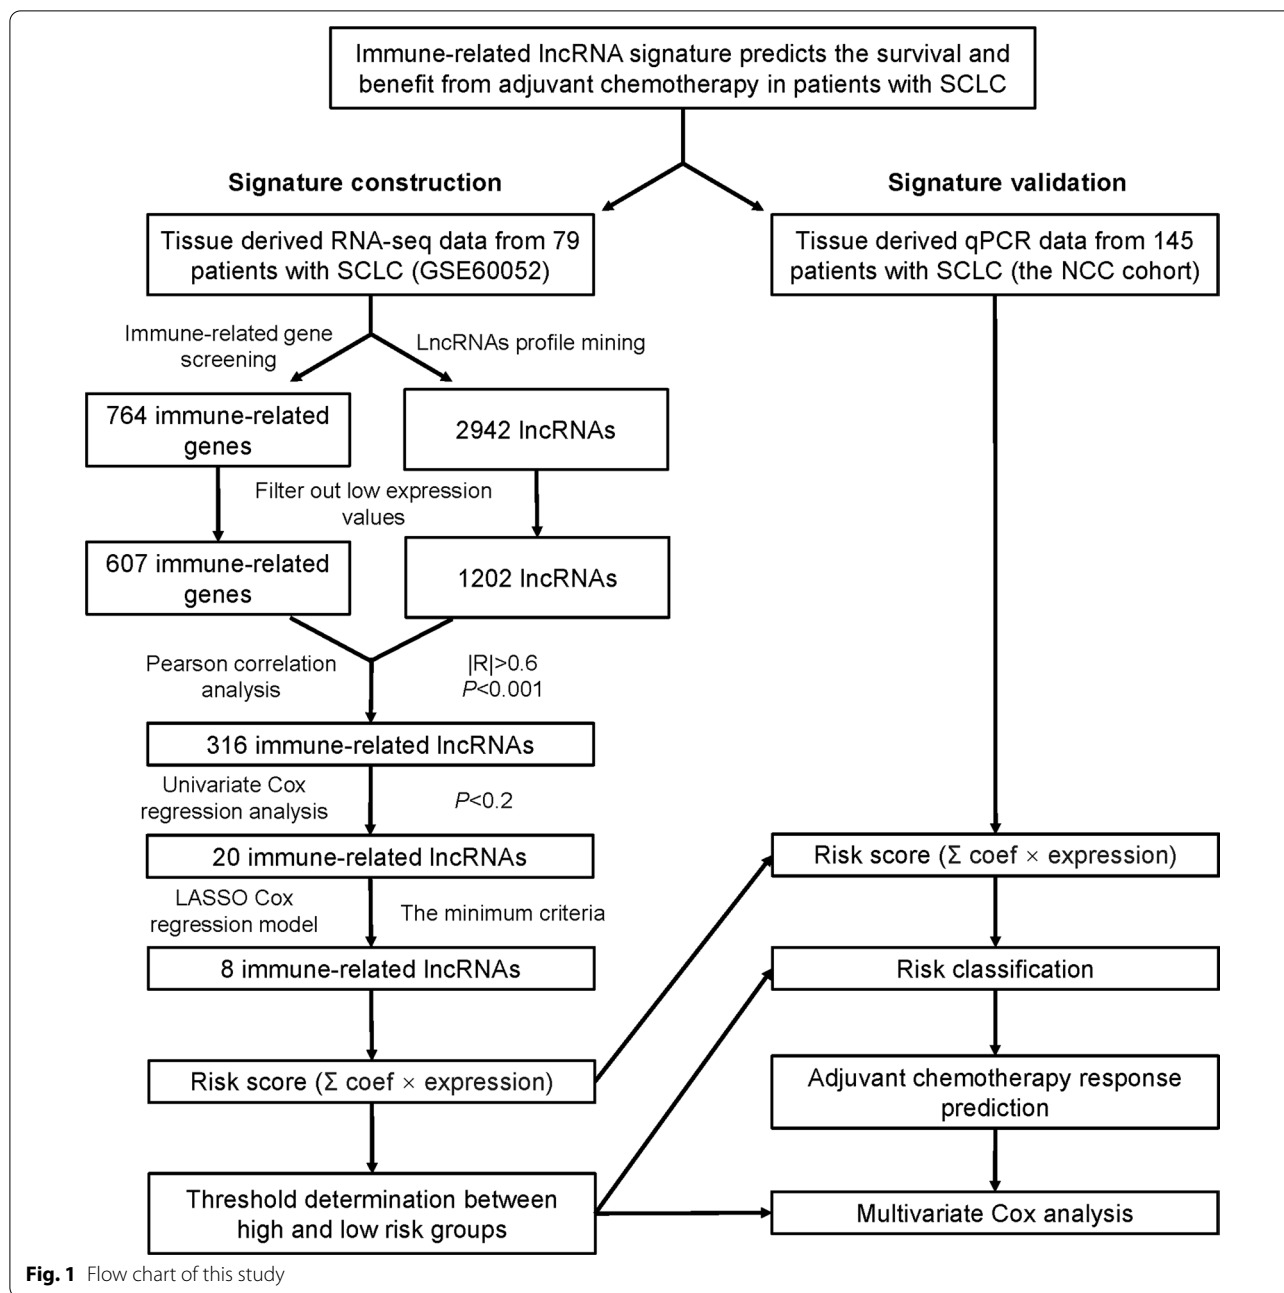 Immune-related lncRNA signature predicts the survival and
benefit from adjuvant chemotherapy in patients with SCLC
Signature construction
Signature validation
Tissue derived RNA-seq data from 79
patients with SCLC (GSE60052)
Tissue derived qPCR data from 145
patients with SCLC (the NCC cohort)
Immune-related gene
screening
LncRNAs profile mining
764 immune-related
genes
2942 lncRNAs
Filter out low expression
values
607 immune-related
genes
1202 lncRNAs
Pearson correlation
analysis
|R|>0.6
P<0.001
316 immune-related lncRNAs
Univariate Cox
regression analysis
P<0.2
20 immune-related lncRNAs
LASSO Cox
regression model
The minimum criteria
8 immune-related lncRNAs
Risk score (Σ coef × expression)
Threshold determination between
high and low risk groups
Risk score (Σ coef × expression)
Risk classification
Adjuvant chemotherapy response
prediction
Multivariate Cox analysis
Fig. 1 Flow chart of this study